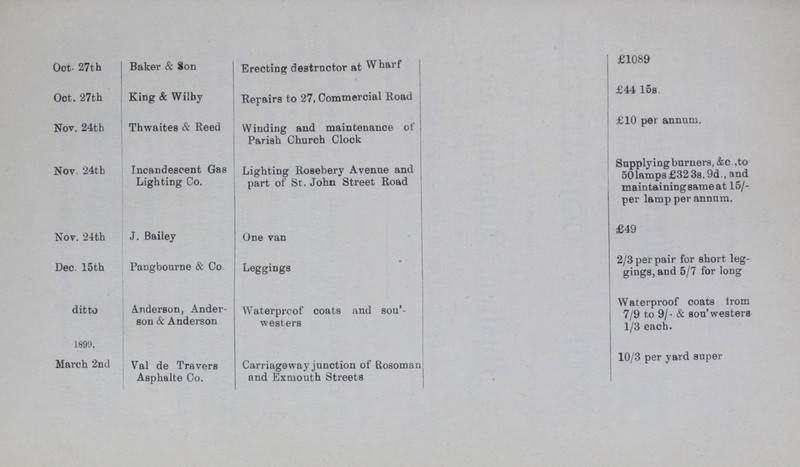 Oct. 27th Baker & Son Erecting destructor at Wharf £1089
Oct. 27th King & Wilby Repairs to 27, Commercial Road £44 15s.
Nov. 24th Thwaites & Reed Winding and maintenance of £10 per annum.
Parish Church Clock
Nov. 24th Incandescent Gas Lighting Rosebery Avenue and Supplying burners, &c., to
Lighting Co. part of St. John Street Road 50 lamps £32 3s. 9d., and
maintaining same at 15/-
per lamp per annum.
Nov. 24th J. Bailey One van £49
Dec. 15th Pangbourne & Co Leggings 2/3 per pair for short leg-
gings, and 5/7 for long
ditto Anderson, Ander- Waterproof coats and sou'- Waterproof coats from
son & Anderson westers 7/9 to 9/- & sou'westers
1/3 each.
1899.
March 2nd Val de Travers Carriageway junction of Rosoman 10/3 per yard super
Asphalte Co. and Exmouth Streets